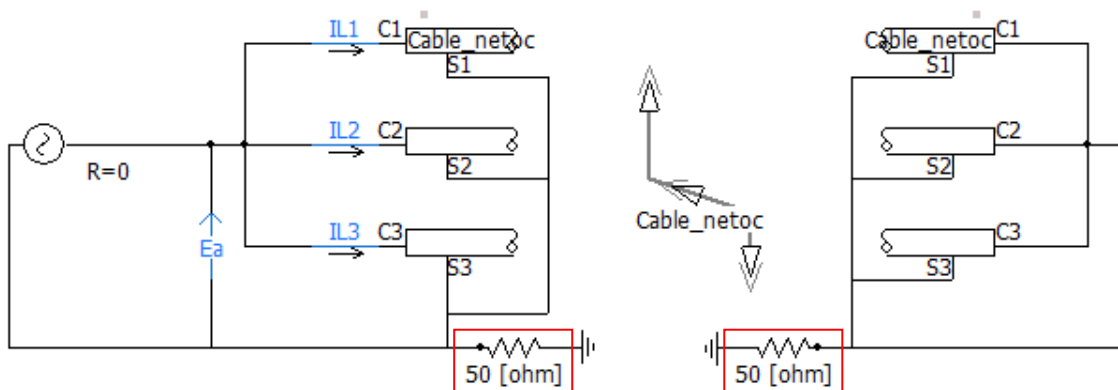 IL1 C1 Cable_netoc
S1
IL2 C2
S2
R=0
Ea
IL3 C3
S3
50 [ohm]
Cable_netoc
Cable_netoc C1
S1
C2
S2
C3
S3
50 [ohm]